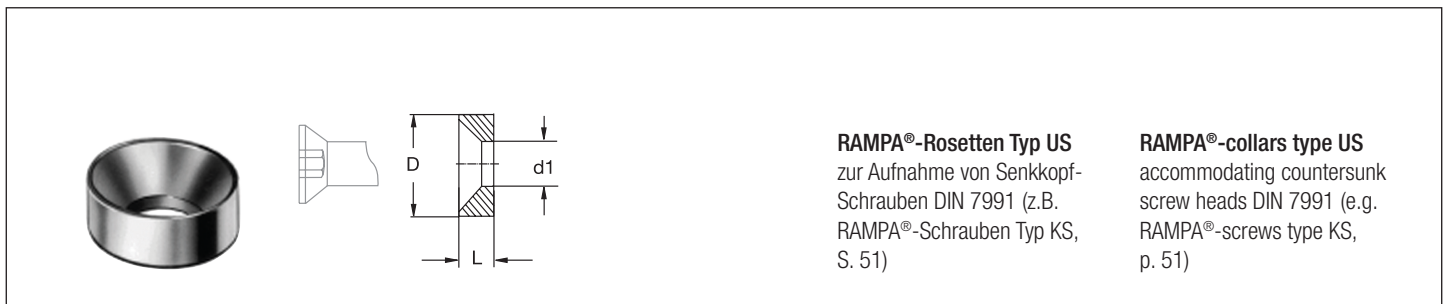 D
d1
L
RAMPA®-Rosetten Typ US
zur Aufnahme von Senkkopf-
Schrauben DIN 7991 (z.B.
RAMPA®-Schrauben Typ KS,
S. 51)
RAMPA®-collars type US
accommodating countersunk
screw heads DIN 7991 (e.g.
RAMPA®-screws type KS,
p. 51)